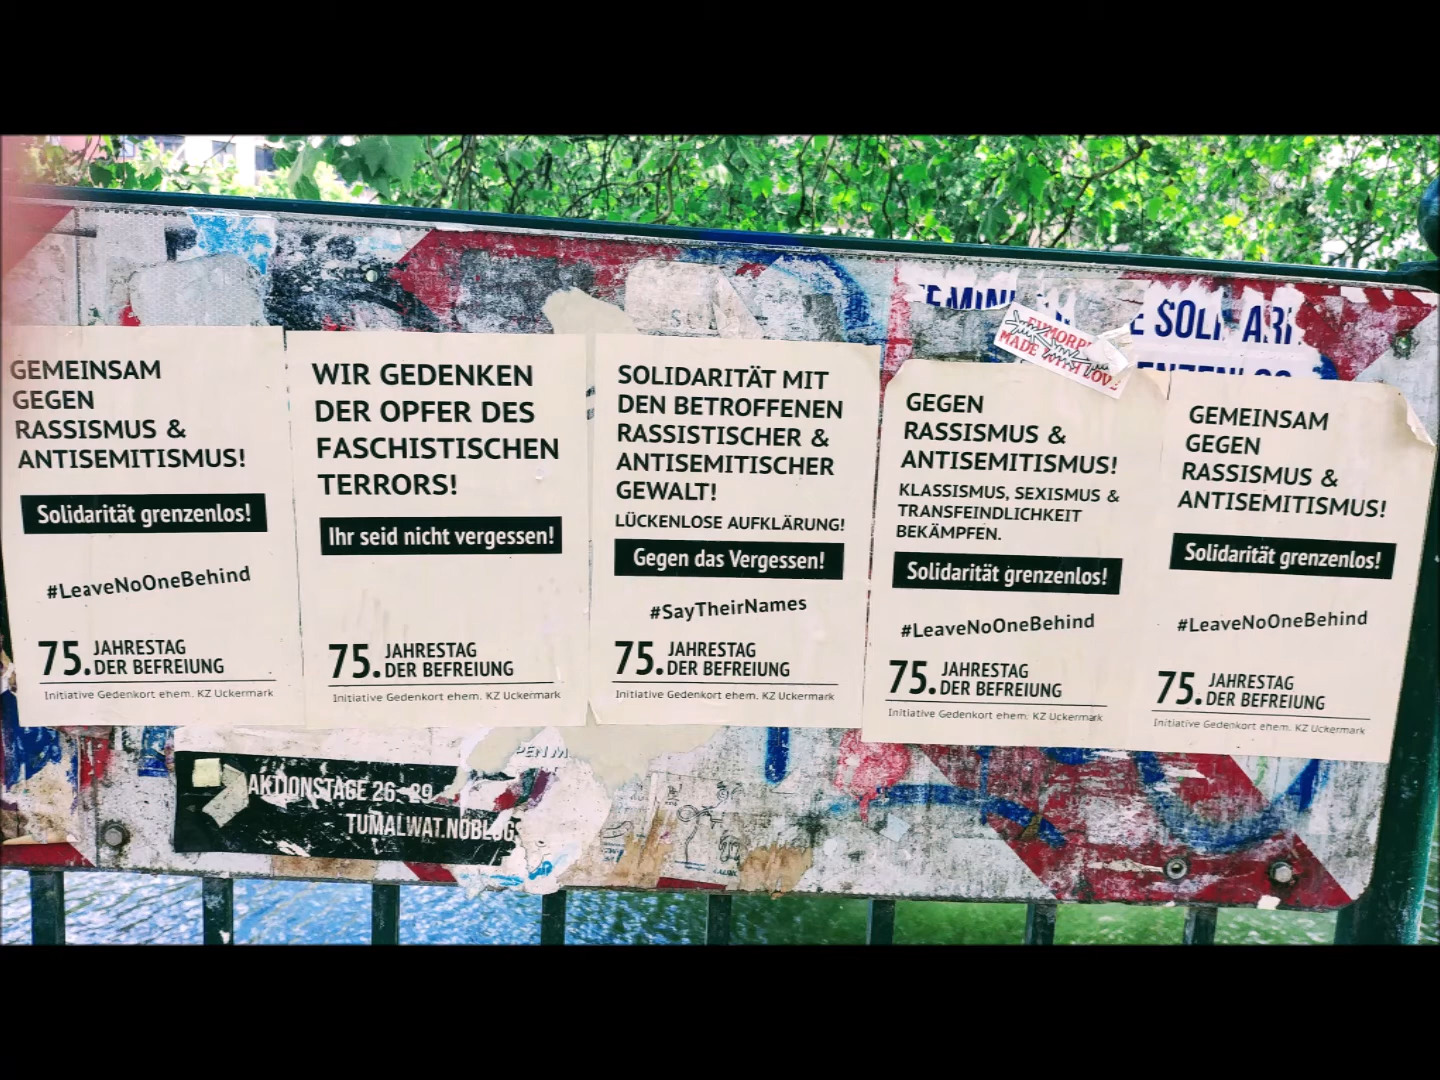 GEMEINSAM
GEGEN
RASSISMUS &
ANTISEMITISMUS!
Solidarität grenzenlos!
#LeaveNoOneBehind
75. JAHRESTAG
DER BEFREIUNG
Initiative Gedenkort ehem. KZ Uckermark
WIR GEDENKEN
DER OPFER DES
FASCHISTISCHEN
TERRORS!
Ihr seid nicht vergessen!
75. JAHRESTAG
DER BEFREIUNG
Initiative Gedenkort ehem. KZ Uckermark
SOLIDARITÄT MIT
DEN BETROFFENEN
RASSISTISCHER &
ANTISEMITISCHER
GEWALT!
LÜCKENLOSE AUFKLÄRUNG!
Gegen das Vergessen!
#SayTheirNames
75. JAHRESTAG
DER BEFREIUNG
Initiative Gedenkort ehem. KZ Uckermark
MADE WITH LOVE
GEGEN
RASSISMUS &
ANTISEMITISMUS!
KLASSISMUS, SEXISMUS &
TRANSFEINDLICHKEIT
BEKÄMPFEN.
Solidarität grenzenlos!
#LeaveNoOneBehind
75. JAHRESTAG
DER BEFREIUNG
Initiative Gedenkort ehem. KZ Uckermark
GEMEINSAM
GEGEN
RASSISMUS &
ANTISEMITISMUS!
Solidarität grenzenlos!
#LeaveNoOneBehind
75. JAHRESTAG
DER BEFREIUNG
Initiative Gedenkort ehem. KZ Uckermark
AKTIONSTAGE 26.-29.
TUMALWAT.NOBLOGS